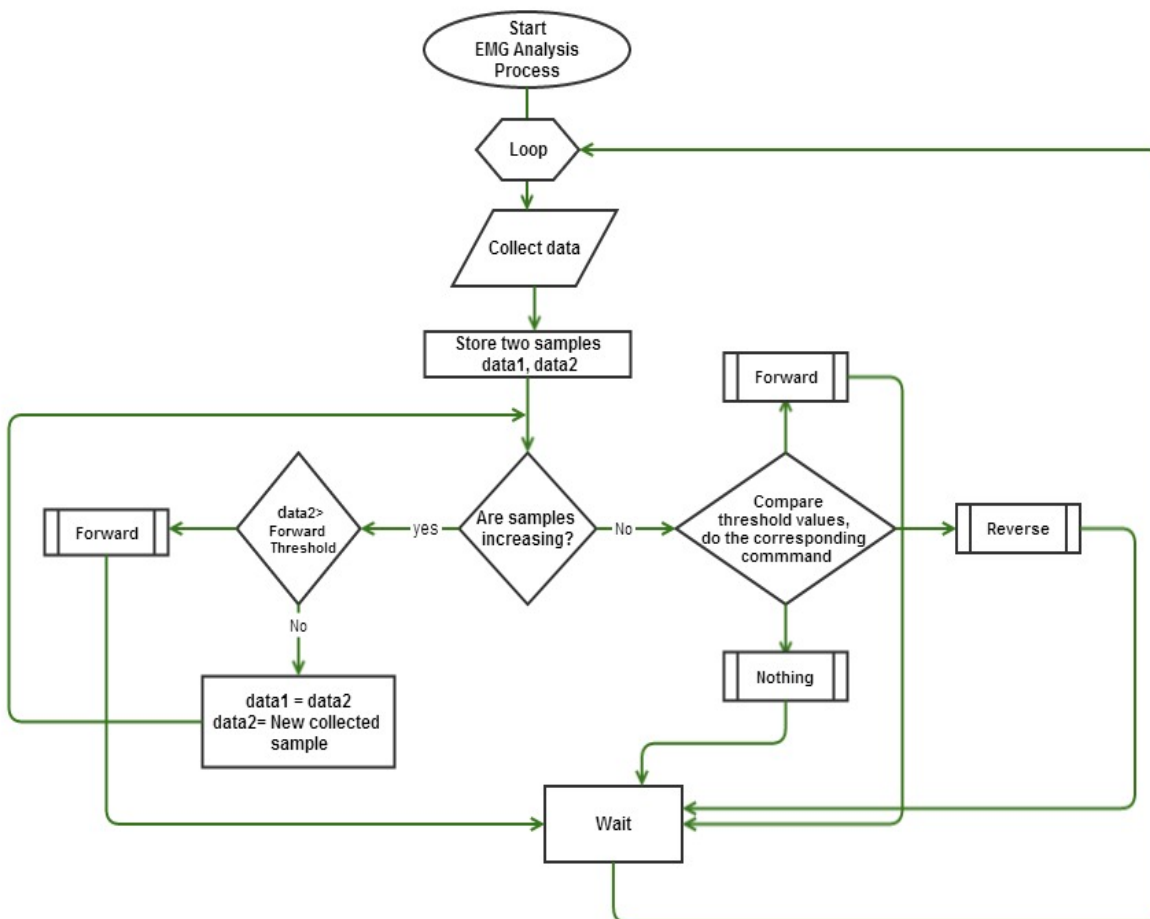 Start
EMG Analysis
Process
Loop
Collect data
Store two samples
data1, data2
Forward
Forward
data2>
Forward
Threshold
yes
Are samples
increasing?
No
Compare
threshold values,
do the corresponding
commmand
Reverse
No
Nothing
data1 = data2
data2= New collected
sample
Wait